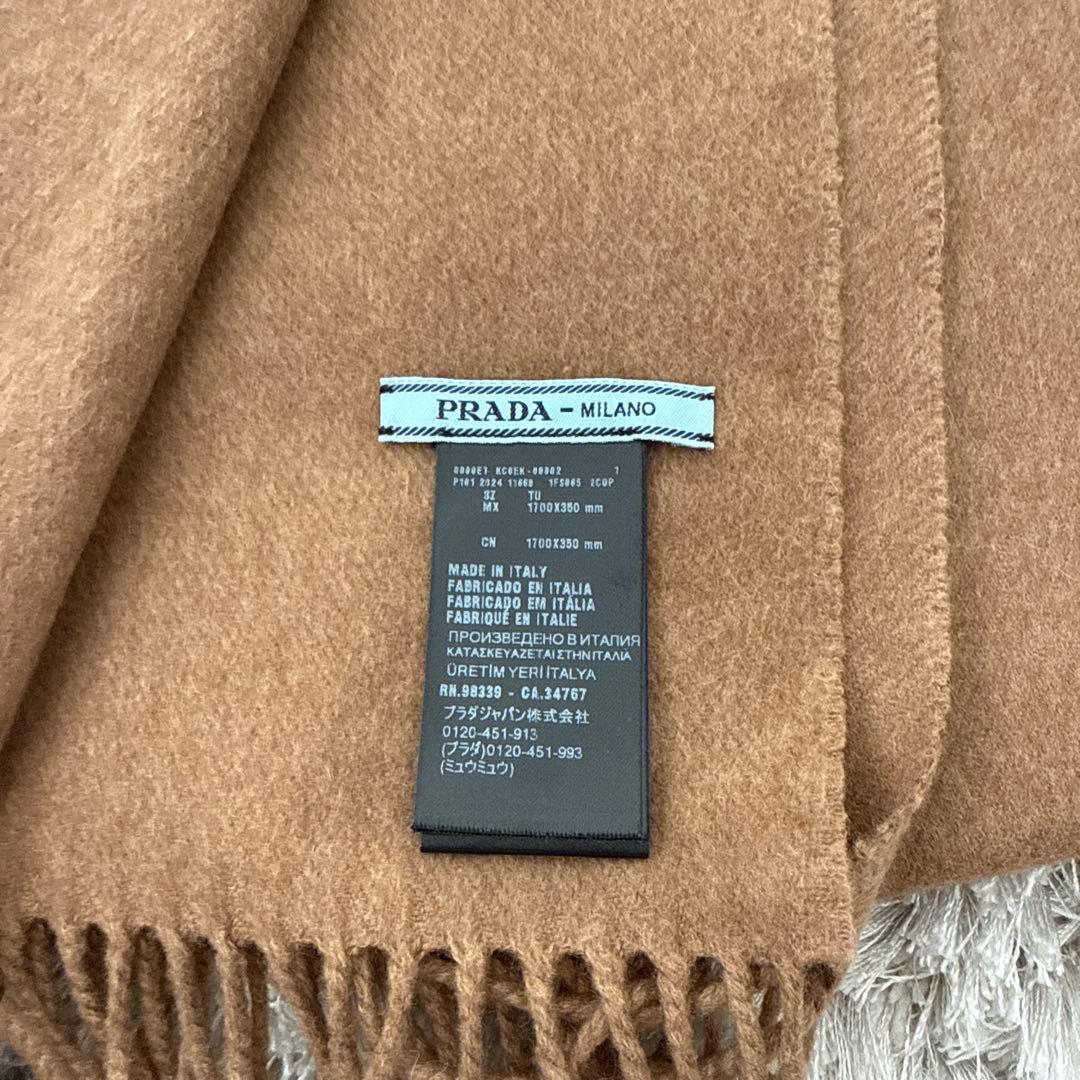 PRADA - MILANO
1
P101 2024
SZ TU
MX 1700X350 mm
CN 1700X350 mm
MADE IN ITALY
FABRICADO EN ITALIA
FABRICADO EM ITÁLIA
FABRIQUÉ EN ITALIE
ПРОИЗВЕДЕНО В ИТАЛИЯ
ΚΑΤΑΣΚΕΥΑΖΕΤΑΙ ΣΤΗΝ ΙΤΑΛΙΑ
ÜRETİM YERİ İTALYA
RN.98339 - CA.34767
プラダジャパン株式会社
0120-451-913
(プラダ)0120-451-993
(ミュウミュウ)